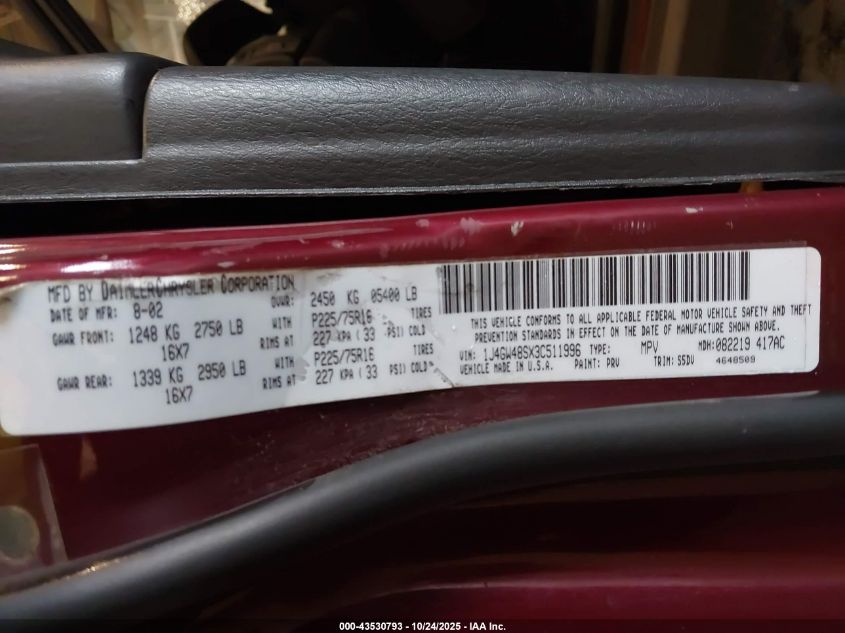 MFD BY DAIMLERCHRYSLER CORPORATION
DATE OF MFR: 8-02 GVWR: 2450 KG 05400 LB
GAWR FRONT: 1248 KG 2750 LB WITH P225/75R16 TIRES
16X7 RIMS AT 227 KPA ( 33 PSI) COLD
GAWR REAR: 1339 KG 2950 LB WITH P225/75R16 TIRES
16X7 RIMS AT 227 KPA ( 33 PSI) COLD
THIS VEHICLE CONFORMS TO ALL APPLICABLE FEDERAL MOTOR VEHICLE SAFETY AND THEFT
PREVENTION STANDARDS IN EFFECT ON THE DATE OF MANUFACTURE SHOWN ABOVE.
VIN: 1J4GW48SX3C511996 TYPE: MPV MDH:082219 417AC
VEHICLE MADE IN U.S.A. PAINT: PRV TRIM: S5DV 4648509
000-43530793 - 10/24/2025 - IAA Inc.